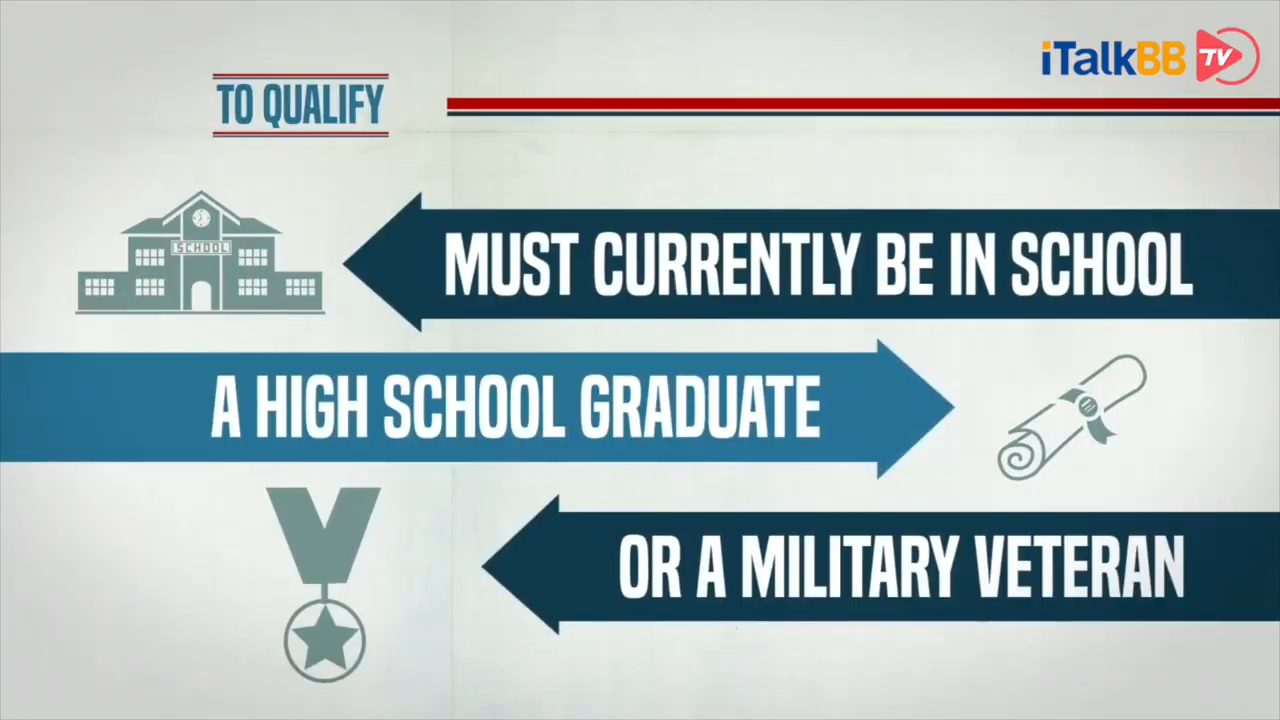 iTalkBB TV
TO QUALIFY
SCHOOL
MUST CURRENTLY BE IN SCHOOL
A HIGH SCHOOL GRADUATE
OR A MILITARY VETERAN